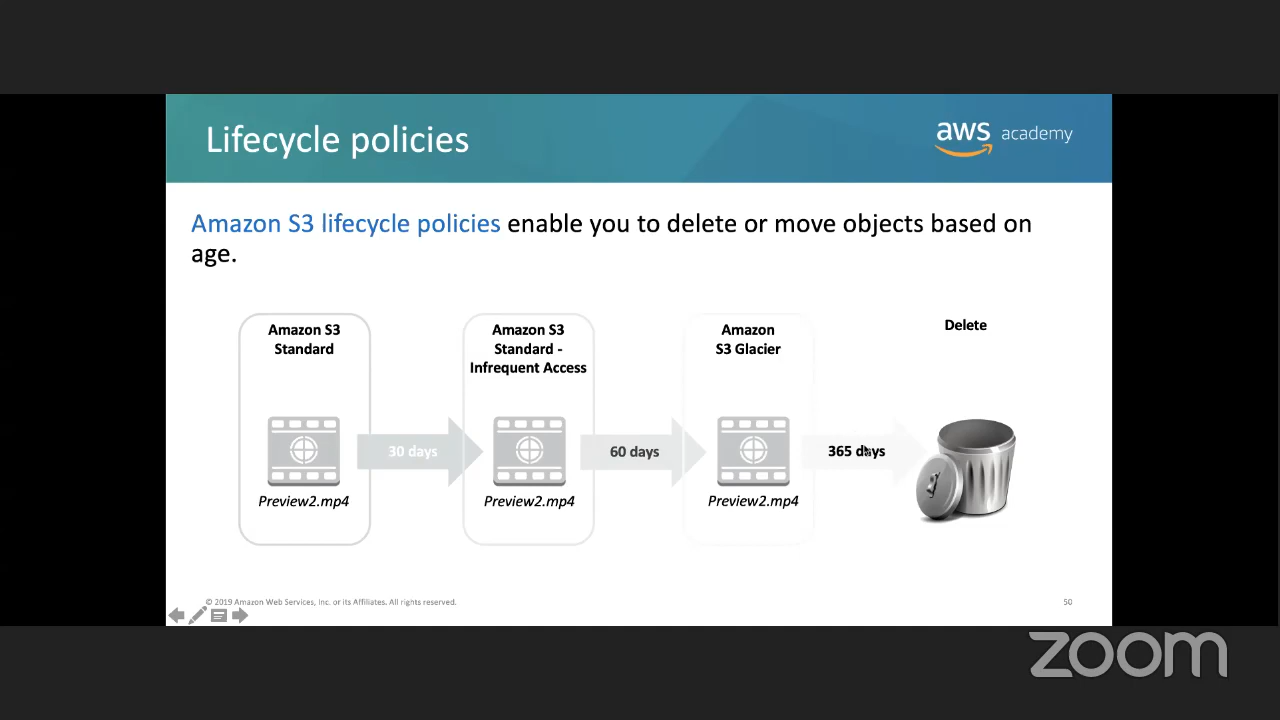 Lifecycle policies
aws academy
Amazon S3 lifecycle policies enable you to delete or move objects based on
age.
Amazon S3
Standard
Amazon S3
Standard -
Infrequent Access
Amazon
S3 Glacier
Delete
30 days
60 days
365 days
Preview2.mp4
Preview2.mp4
Preview2.mp4
© 2019 Amazon Web Services, Inc. or its Affiliates. All rights reserved.
50
zoom